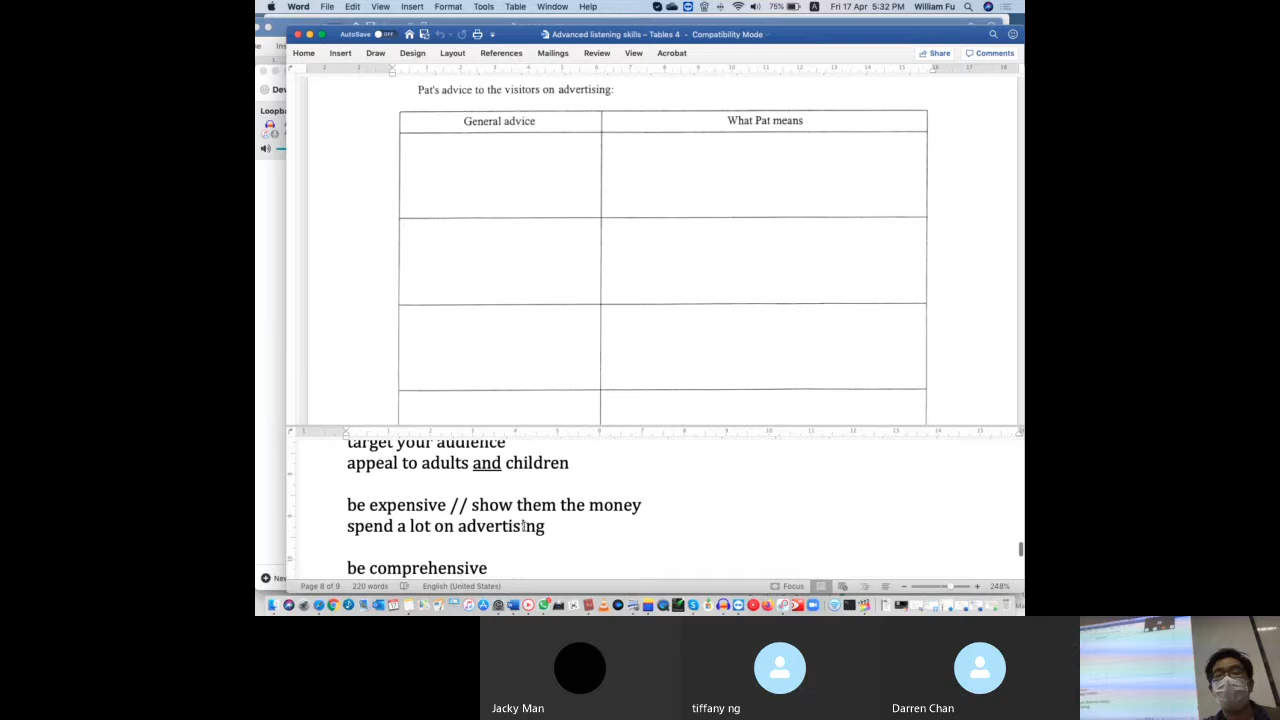 Word File Edit View Insert Format Tools Table Window Help 75% Fri 17 Apr 5:32 PM William Fu
AutoSave OFF Advanced listening skills – Tables 4 - Compatibility Mode
Home Insert Draw Design Layout References Mailings Review View Acrobat Share Comments
Loopba
Pat's advice to the visitors on advertising:
General advice What Pat means
target your audience
appeal to adults and children
be expensive // show them the money
spend a lot on advertising
be comprehensive
Page 8 of 9 220 words English (United States) Focus 248%
Jacky Man tiffany ng Darren Chan